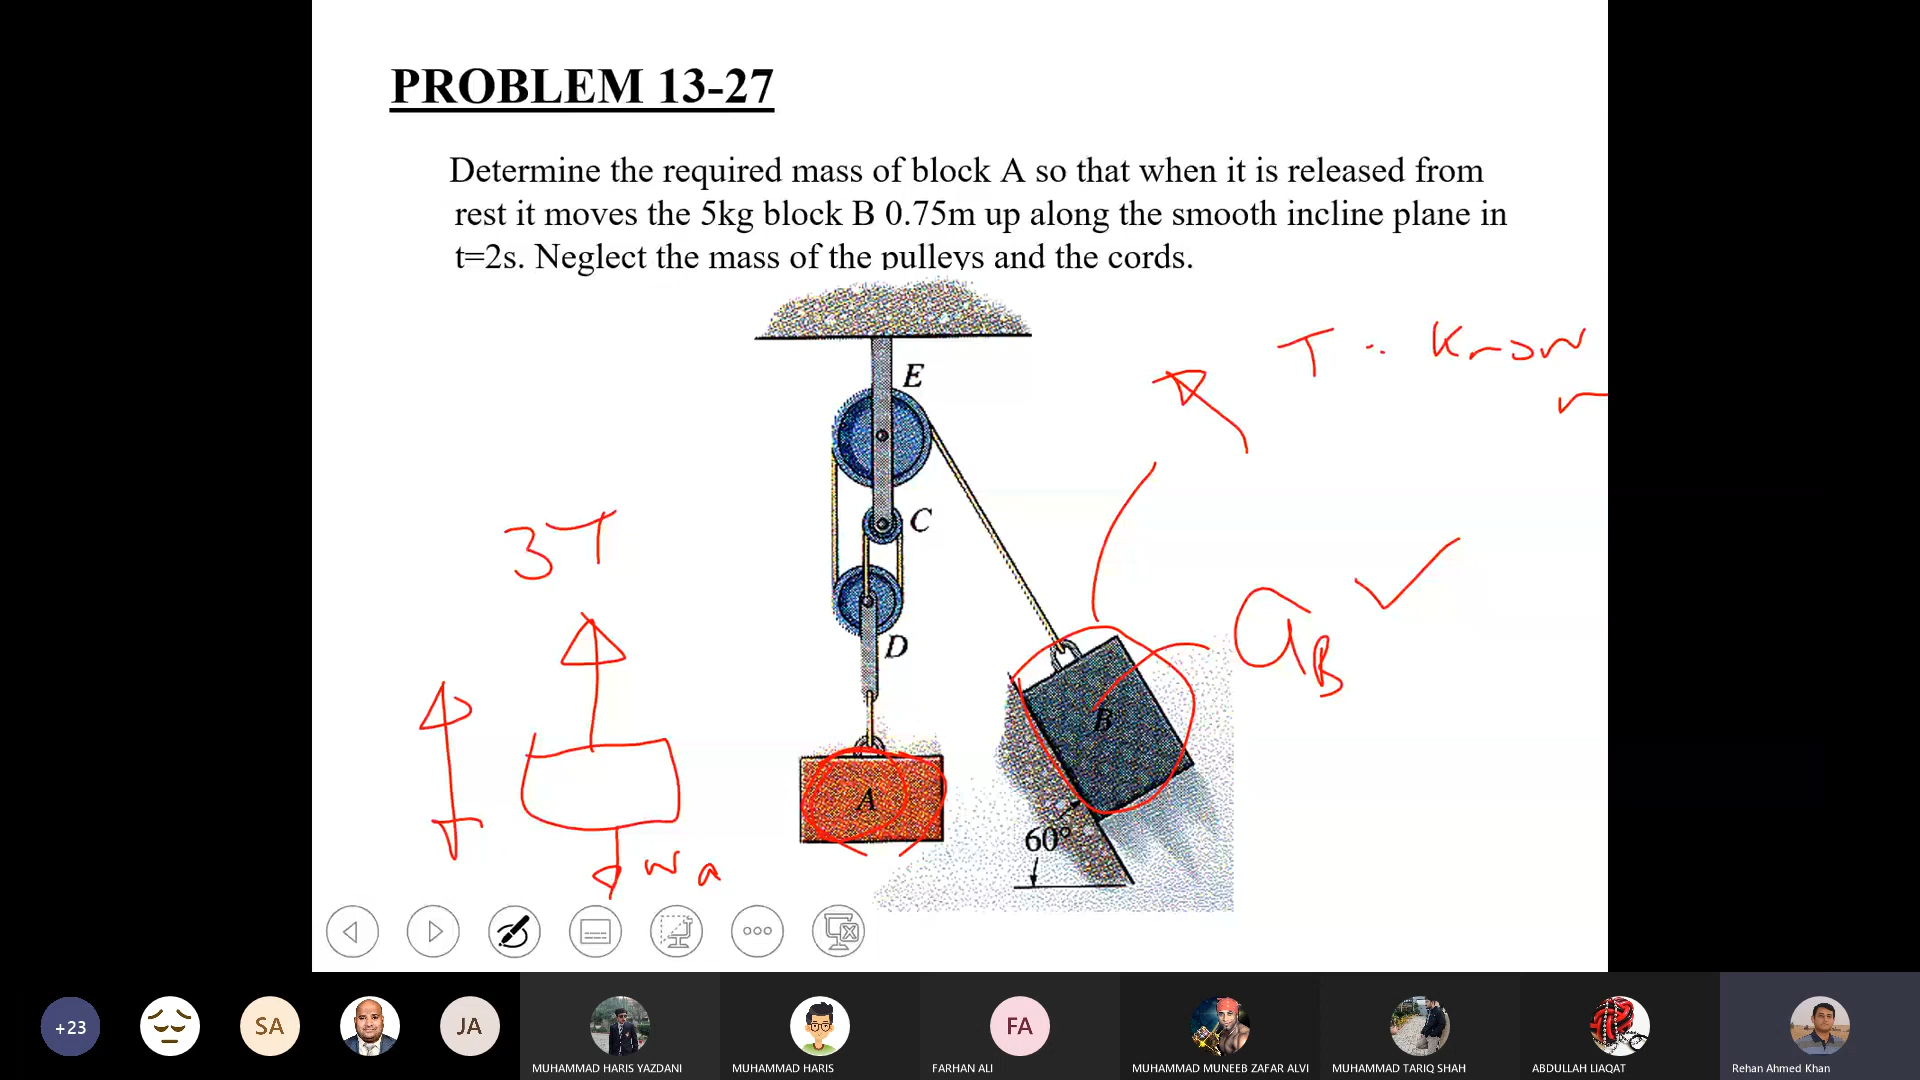 PROBLEM 13-27
Determine the required mass of block A so that when it is released from
rest it moves the 5kg block B 0.75m up along the smooth incline plane in
t=2s. Neglect the mass of the pulleys and the cords.
E
T : Know
C
3T
D
a_B
B
A
60°
W a
+23
SA
JA
FA
MUHAMMAD HARIS YAZDANI
MUHAMMAD HARIS
FARHAN ALI
MUHAMMAD MUNEEB ZAFAR ALVI
MUHAMMAD TARIQ SHAH
ABDULLAH LIAQAT
Rehan Ahmed Khan